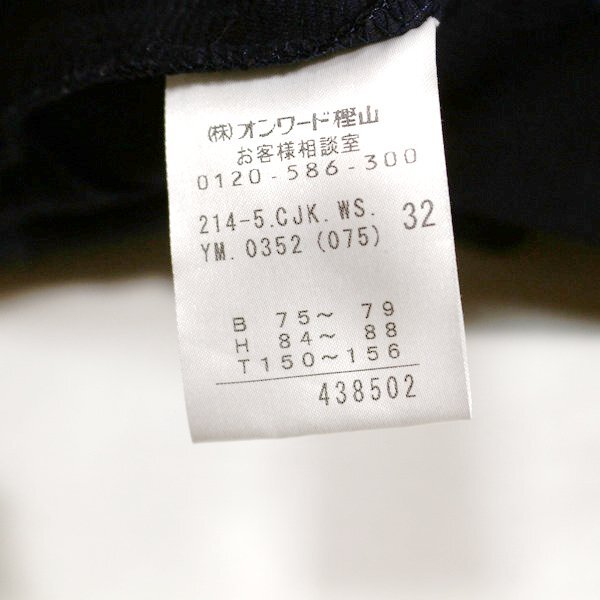 (株)オンワード樫山
お客様相談室
0120-586-300
214-5.CJK.WS. 32
YM.0352(075)
B 75～ 79
H 84～ 88
T150～156
438502